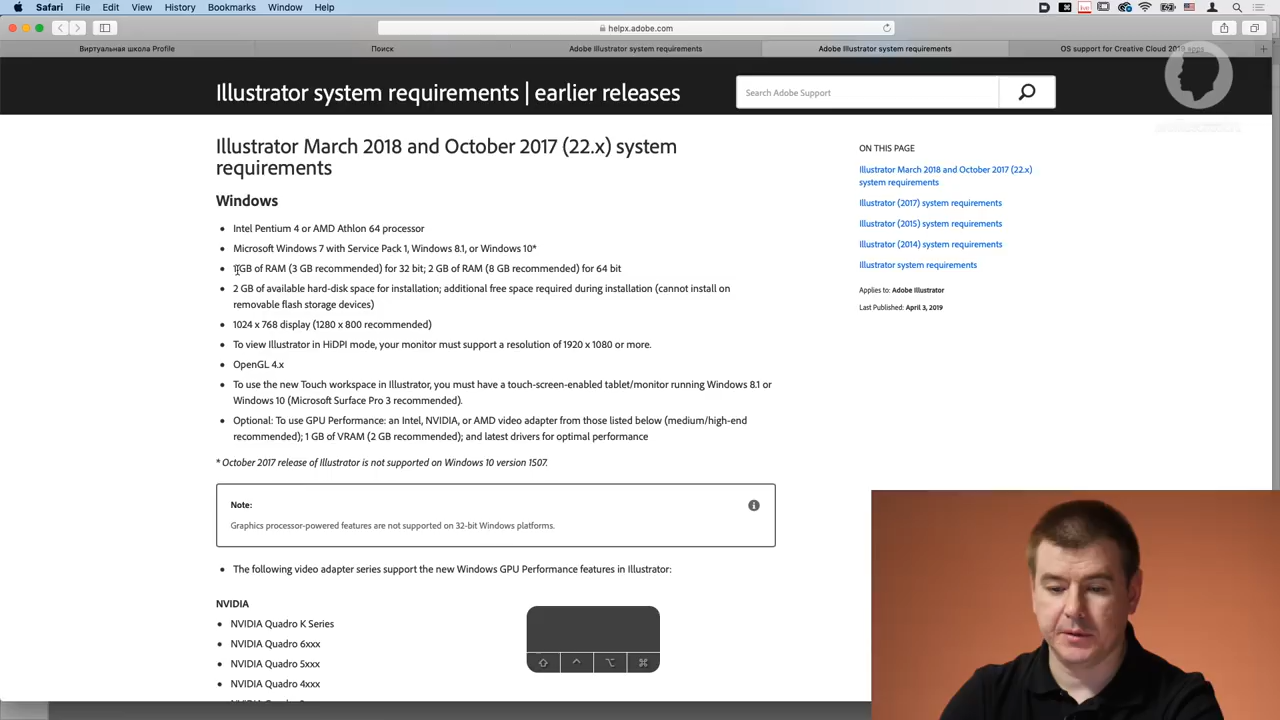 Safari File Edit View History Bookmarks Window Help
helpx.adobe.com
Виртуальная школа Profile Поиск Adobe Illustrator system requirements Adobe Illustrator system requirements OS support for Creative Cloud 2019 apps
Illustrator system requirements | earlier releases
Search Adobe Support
Illustrator March 2018 and October 2017 (22.x) system
requirements
Windows
Intel Pentium 4 or AMD Athlon 64 processor
Microsoft Windows 7 with Service Pack 1, Windows 8.1, or Windows 10*
1 GB of RAM (3 GB recommended) for 32 bit; 2 GB of RAM (8 GB recommended) for 64 bit
2 GB of available hard-disk space for installation; additional free space required during installation (cannot install on
removable flash storage devices)
1024 x 768 display (1280 x 800 recommended)
To view Illustrator in HiDPI mode, your monitor must support a resolution of 1920 x 1080 or more.
OpenGL 4.x
To use the new Touch workspace in Illustrator, you must have a touch-screen-enabled tablet/monitor running Windows 8.1 or
Windows 10 (Microsoft Surface Pro 3 recommended).
Optional: To use GPU Performance: an Intel, NVIDIA, or AMD video adapter from those listed below (medium/high-end
recommended); 1 GB of VRAM (2 GB recommended); and latest drivers for optimal performance
* October 2017 release of Illustrator is not supported on Windows 10 version 1507.
Note:
Graphics processor-powered features are not supported on 32-bit Windows platforms.
The following video adapter series support the new Windows GPU Performance features in Illustrator:
NVIDIA
NVIDIA Quadro K Series
NVIDIA Quadro 6xxx
NVIDIA Quadro 5xxx
NVIDIA Quadro 4xxx
ON THIS PAGE
Illustrator March 2018 and October 2017 (22.x)
system requirements
Illustrator (2017) system requirements
Illustrator (2015) system requirements
Illustrator (2014) system requirements
Illustrator system requirements
Applies to: Adobe Illustrator
Last Published: April 3, 2019